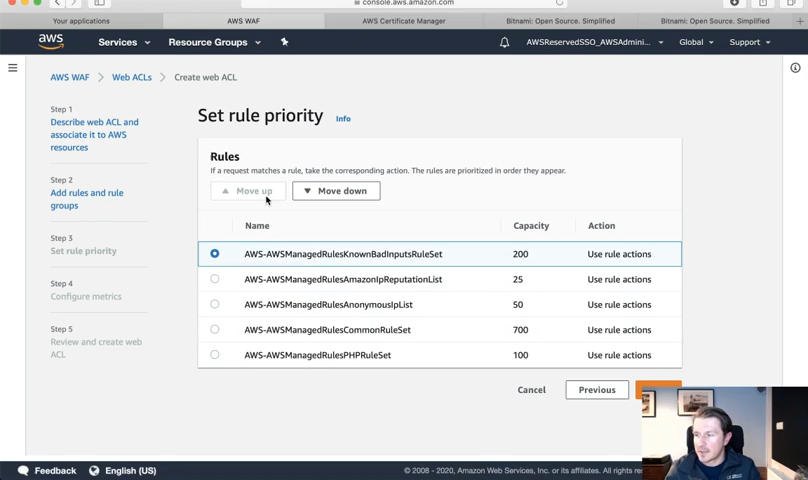 console.aws.amazon.com
Your applications
AWS WAF
AWS Certificate Manager
Bitnami: Open Source. Simplified
Bitnami: Open Source. Simplified
aws
Services
Resource Groups
AWSReservedSSO_AWSAdmini...
Global
Support
AWS WAF > Web ACLs > Create web ACL
Step 1
Describe web ACL and
associate it to AWS
resources
Step 2
Add rules and rule
groups
Step 3
Set rule priority
Step 4
Configure metrics
Step 5
Review and create web
ACL
Set rule priority Info
Rules
If a request matches a rule, take the corresponding action. The rules are prioritized in order they appear.
Move up
Move down
Name Capacity Action
AWS-AWSManagedRulesKnownBadInputsRuleSet 200 Use rule actions
AWS-AWSManagedRulesAmazonIpReputationList 25 Use rule actions
AWS-AWSManagedRulesAnonymousIpList 50 Use rule actions
AWS-AWSManagedRulesCommonRuleSet 700 Use rule actions
AWS-AWSManagedRulesPHPRuleSet 100 Use rule actions
Cancel
Previous
Feedback
English (US)
© 2008 - 2020, Amazon Web Services, Inc. or its affiliates. All rights